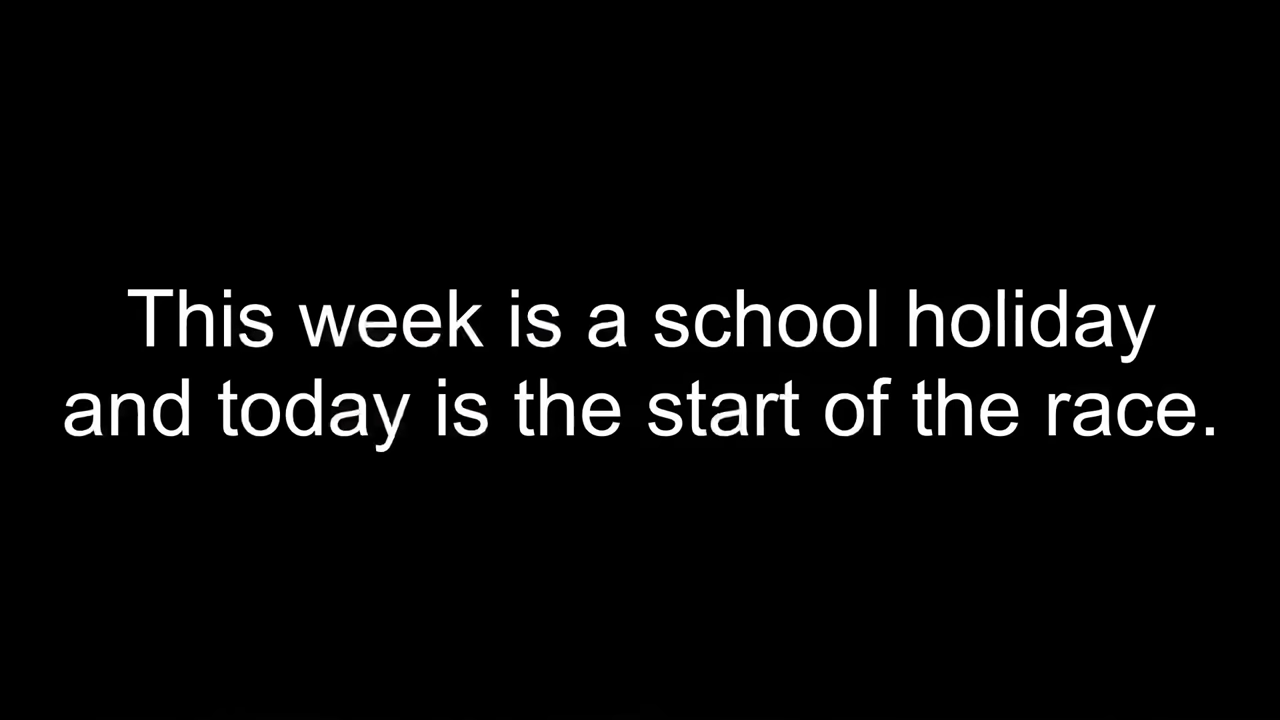 This week is a school holiday
and today is the start of the race.